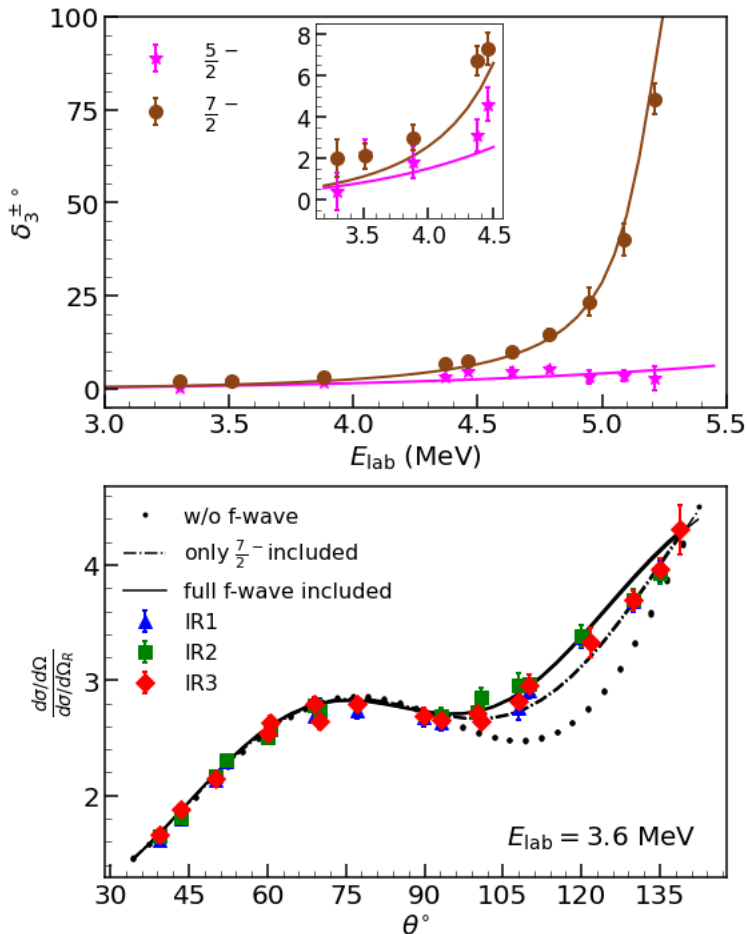 100
75
50
25
0
δ₃^±°
5/2⁻
7/2⁻
8
6
4
2
0
3.5 4.0 4.5
3.0 3.5 4.0 4.5 5.0 5.5
E_lab (MeV)
w/o f-wave
only 7/2⁻ included
full f-wave included
IR1
IR2
IR3
4
3
2
dσ/dΩ
dσ/dΩ_R
E_lab = 3.6 MeV
30 45 60 75 90 105 120 135
θ°